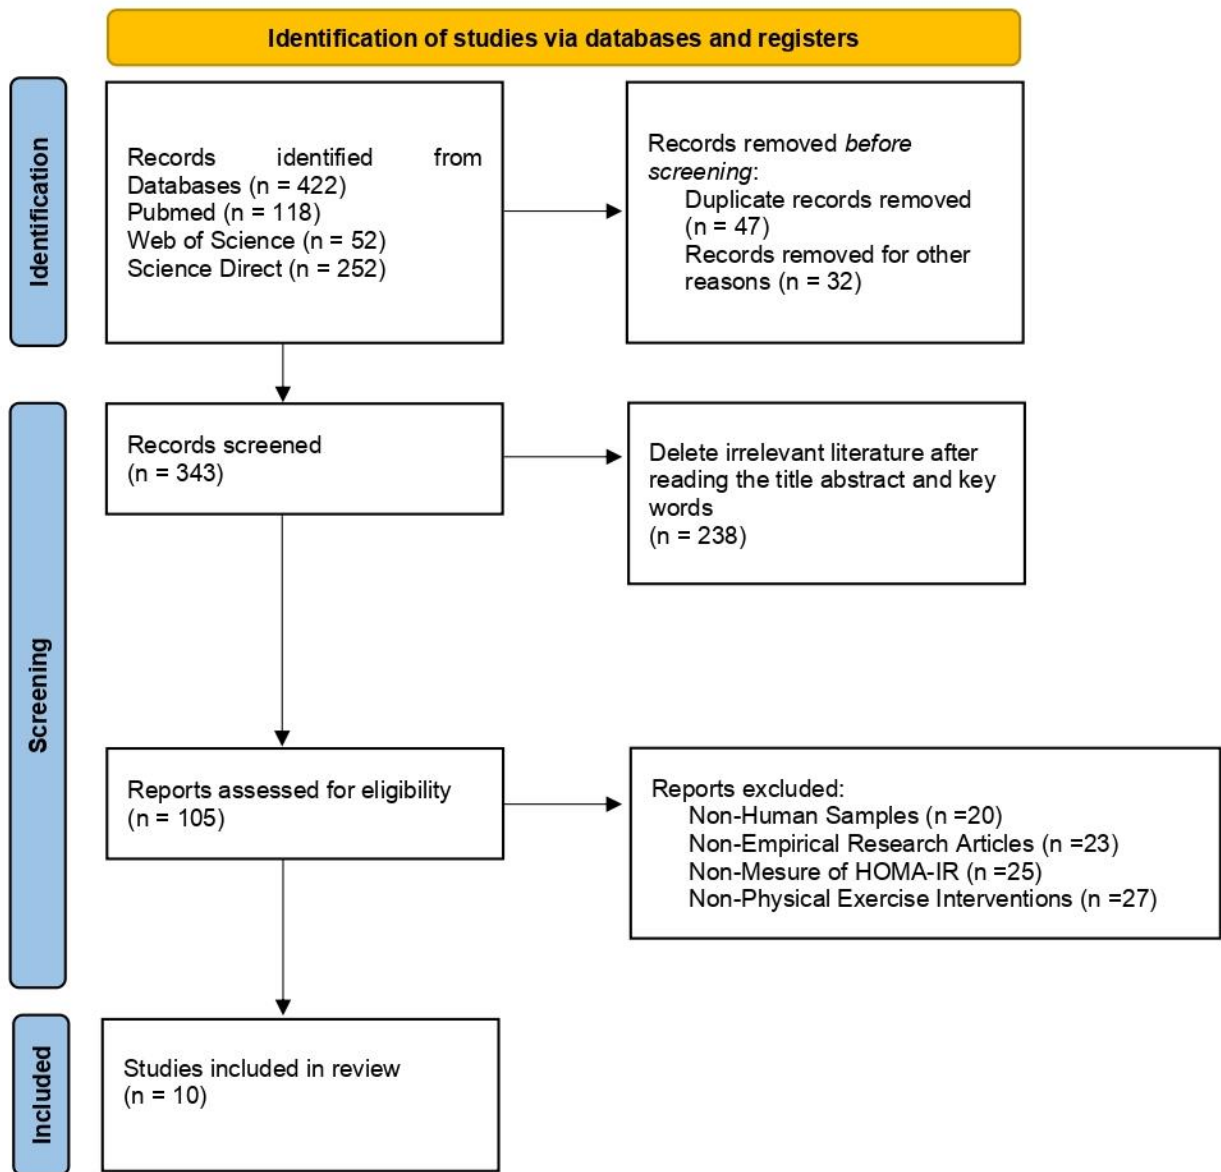 Identification of studies via databases and registers
Identification
Records identified from
Databases (n = 422)
Pubmed (n = 118)
Web of Science (n = 52)
Science Direct (n = 252)
Records removed before
screening:
Duplicate records removed
(n = 47)
Records removed for other
reasons (n = 32)
Screening
Records screened
(n = 343)
Delete irrelevant literature after
reading the title abstract and key
words
(n = 238)
Reports assessed for eligibility
(n = 105)
Reports excluded:
Non-Human Samples (n =20)
Non-Empirical Research Articles (n =23)
Non-Mesure of HOMA-IR (n =25)
Non-Physical Exercise Interventions (n =27)
Included
Studies included in review
(n = 10)